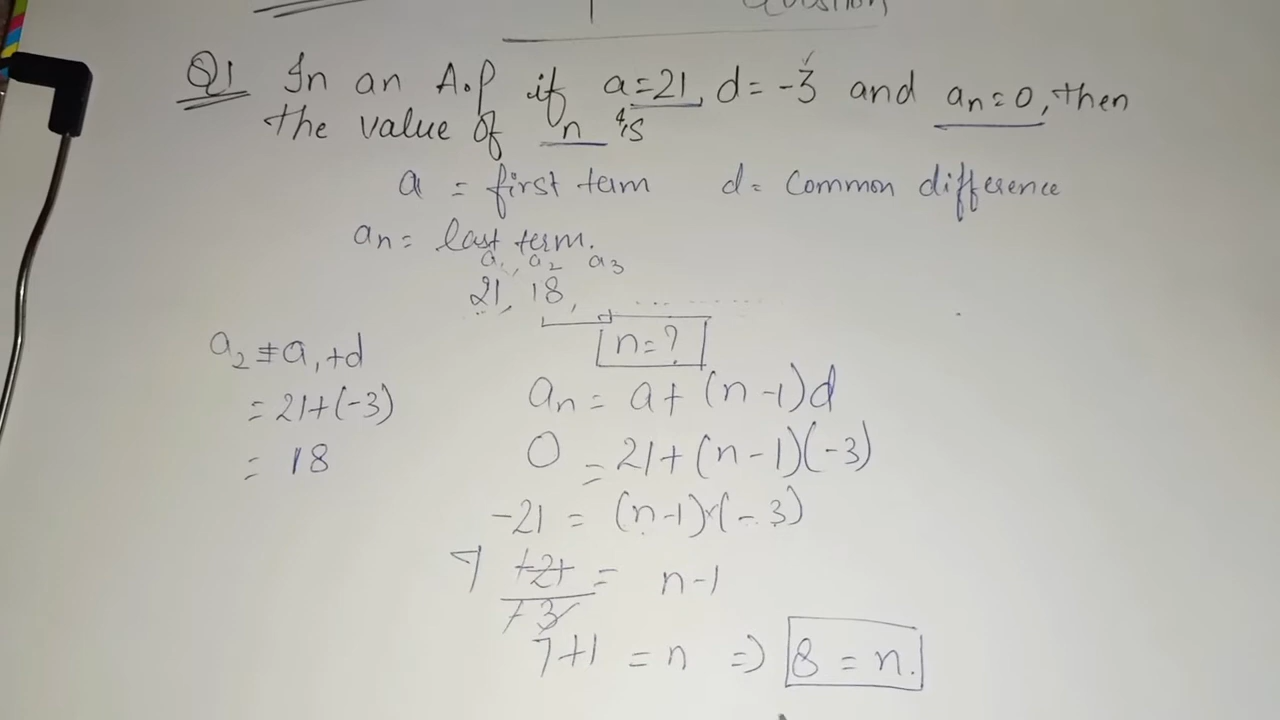 Question
Q1 In an A.P if a=21, d=-3 and an=0, then
the value of n is
a = first term d= Common difference
an= last term.
a1, a2 a3
21, 18, ........
n=?
a2 = a1+d
= 21+(-3)
= 18
an = a+(n-1)d
0 = 21+(n-1)(-3)
-21 = (n-1)×(-3)
7 +21/+3 = n-1
7+1 = n => 8 = n.